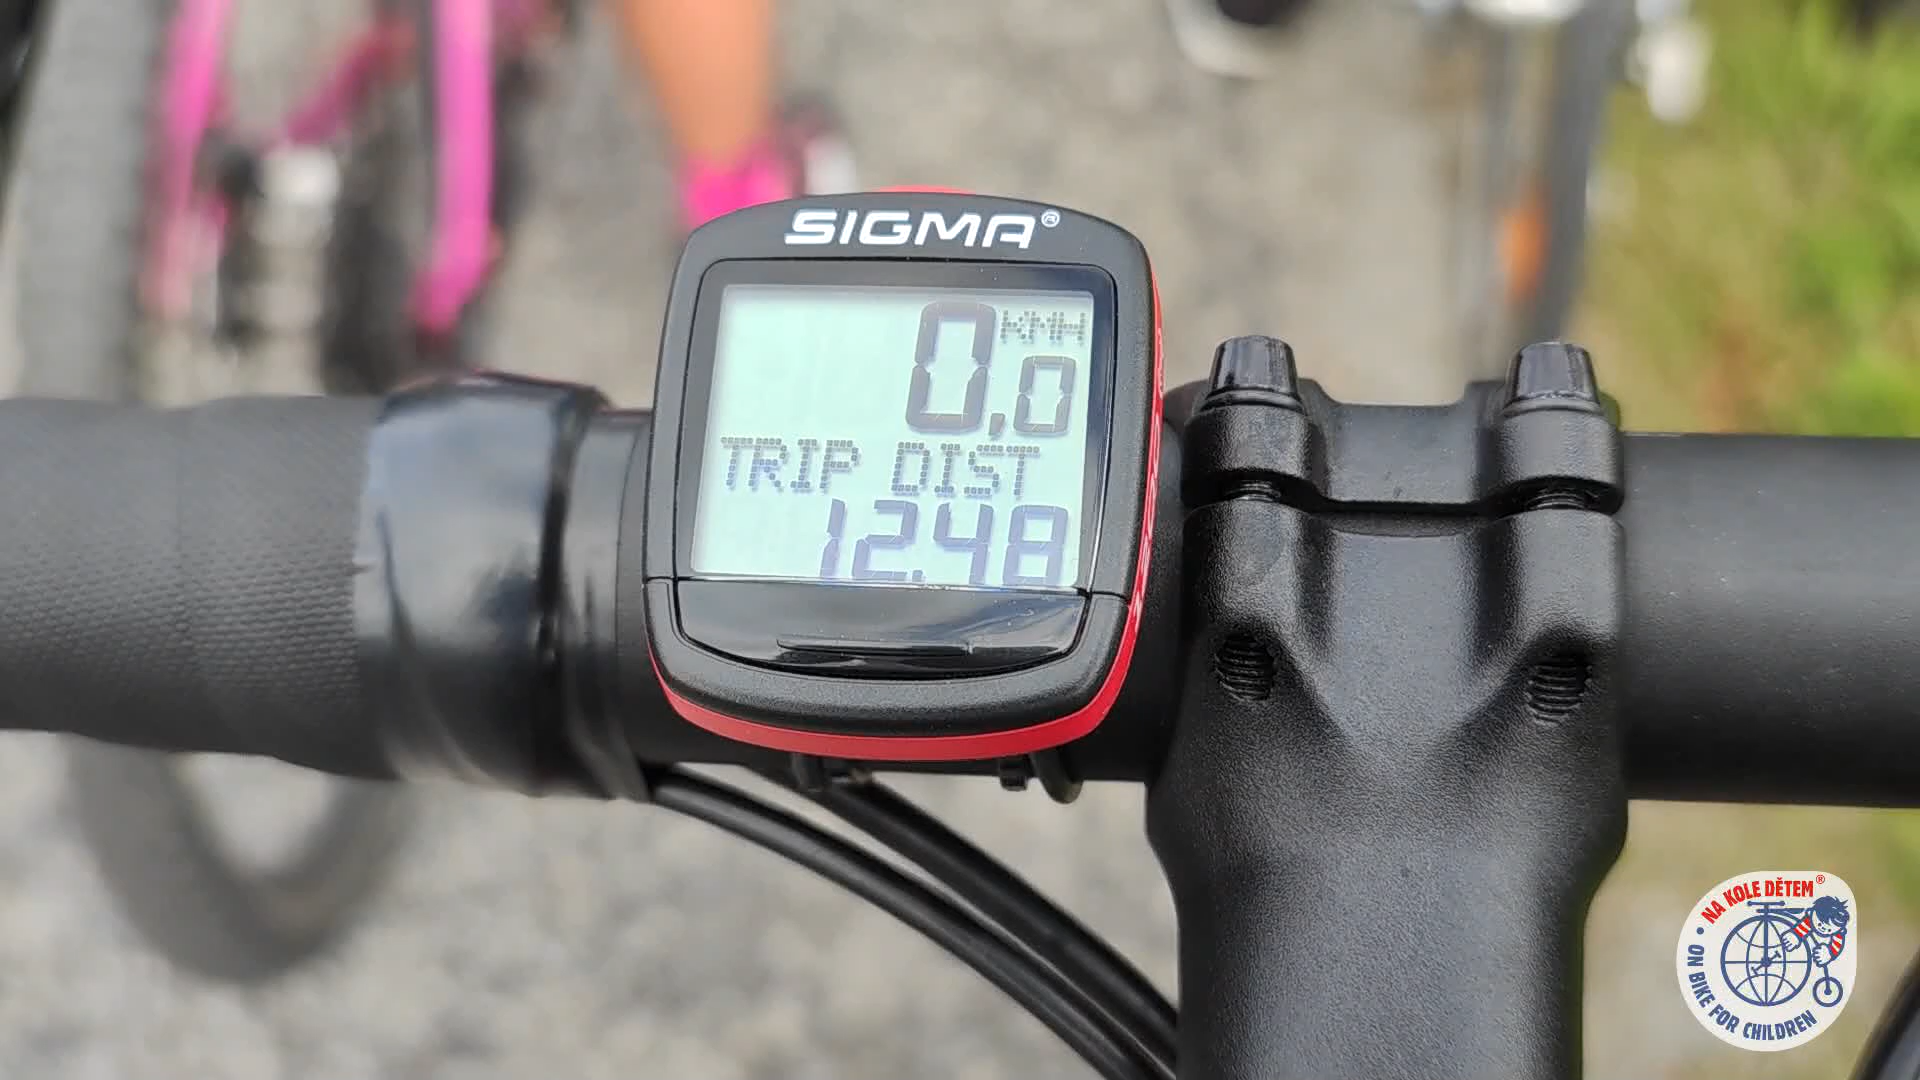 SIGMA®
KMH
0,0
TRIP DIST
12.48
NA KOLE DĚTEM®
• ON BIKE FOR CHILDREN